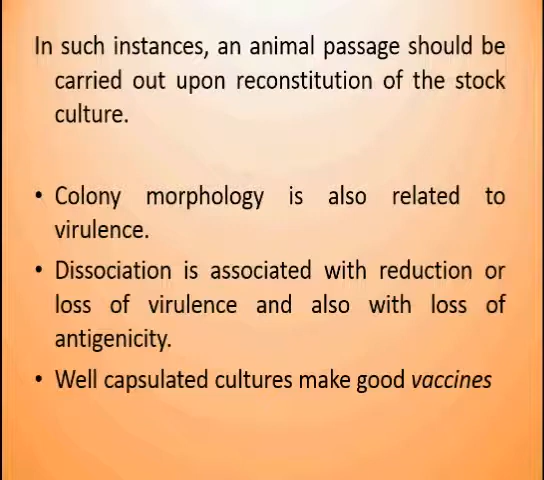 In such instances, an animal passage should be
carried out upon reconstitution of the stock
culture.
• Colony morphology is also related to
virulence.
• Dissociation is associated with reduction or
loss of virulence and also with loss of
antigenicity.
• Well capsulated cultures make good vaccines